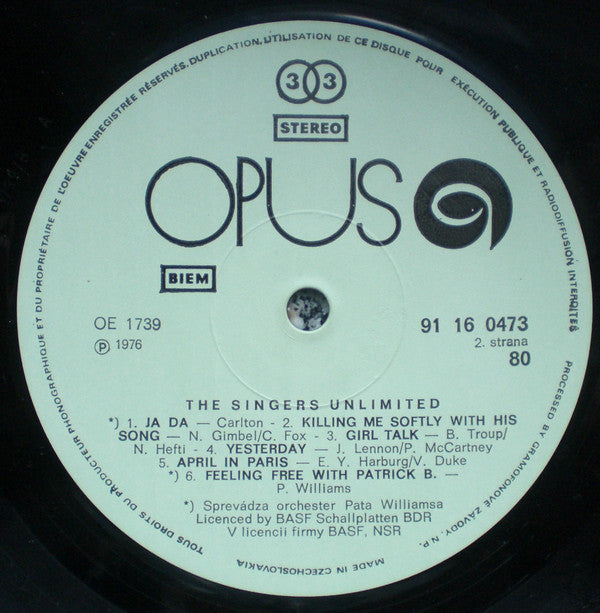 TOUS DROITS DU PRODUCTEUR PHONOGRAPHIQUE ET DU PROPRIÉTAIRE DE L'OEUVRE ENREGISTRÉE RÉSERVÉS. DUPLICATION, UTILISATION DE CE DISQUE POUR EXÉCUTION PUBLIQUE ET RADIODIFFUSION INTERDITES
33
STEREO
OPUS
BIEM
OE 1739
Ⓟ 1976
91 16 0473
2. strana
80
THE SINGERS UNLIMITED
*) 1. JA DA — Carlton - 2. KILLING ME SOFTLY WITH HIS
SONG — N. Gimbel/C. Fox - 3. GIRL TALK — B. Troup/
N. Hefti - 4. YESTERDAY — J. Lennon/P. McCartney
5. APRIL IN PARIS — E. Y. Harburg/V. Duke
*) 6. FEELING FREE WITH PATRICK B. —
P. Williams
*) Sprevádza orchester Pata Williamsa
Licenced by BASF Schallplatten BDR
V licencii firmy BASF, NSR
PROCESSED BY GRAMOFONOVÉ ZÁVODY, N. P.
MADE IN CZECHOSLOVAKIA